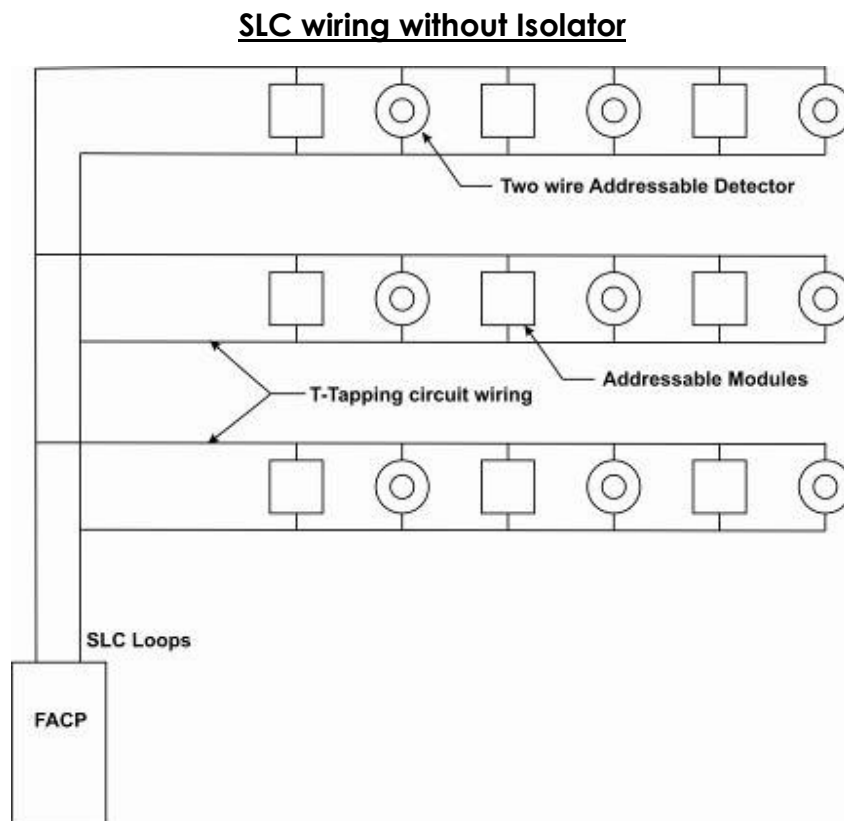 SLC wiring without Isolator
Two wire Addressable Detector
Addressable Modules
T-Tapping circuit wiring
SLC Loops
FACP